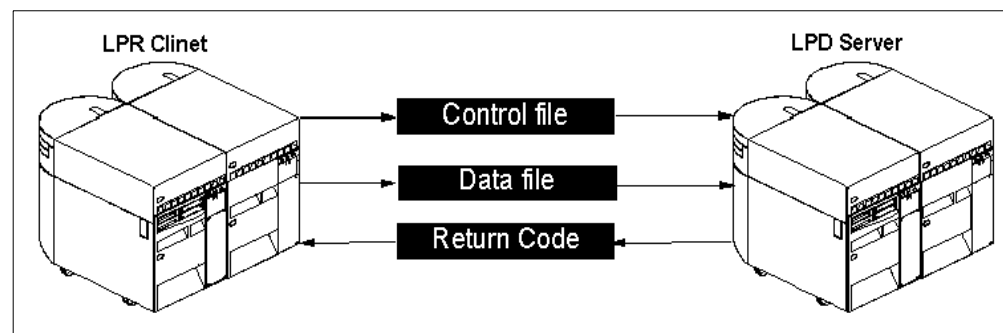 LPR Clinet
LPD Server
Control file
Data file
Return Code